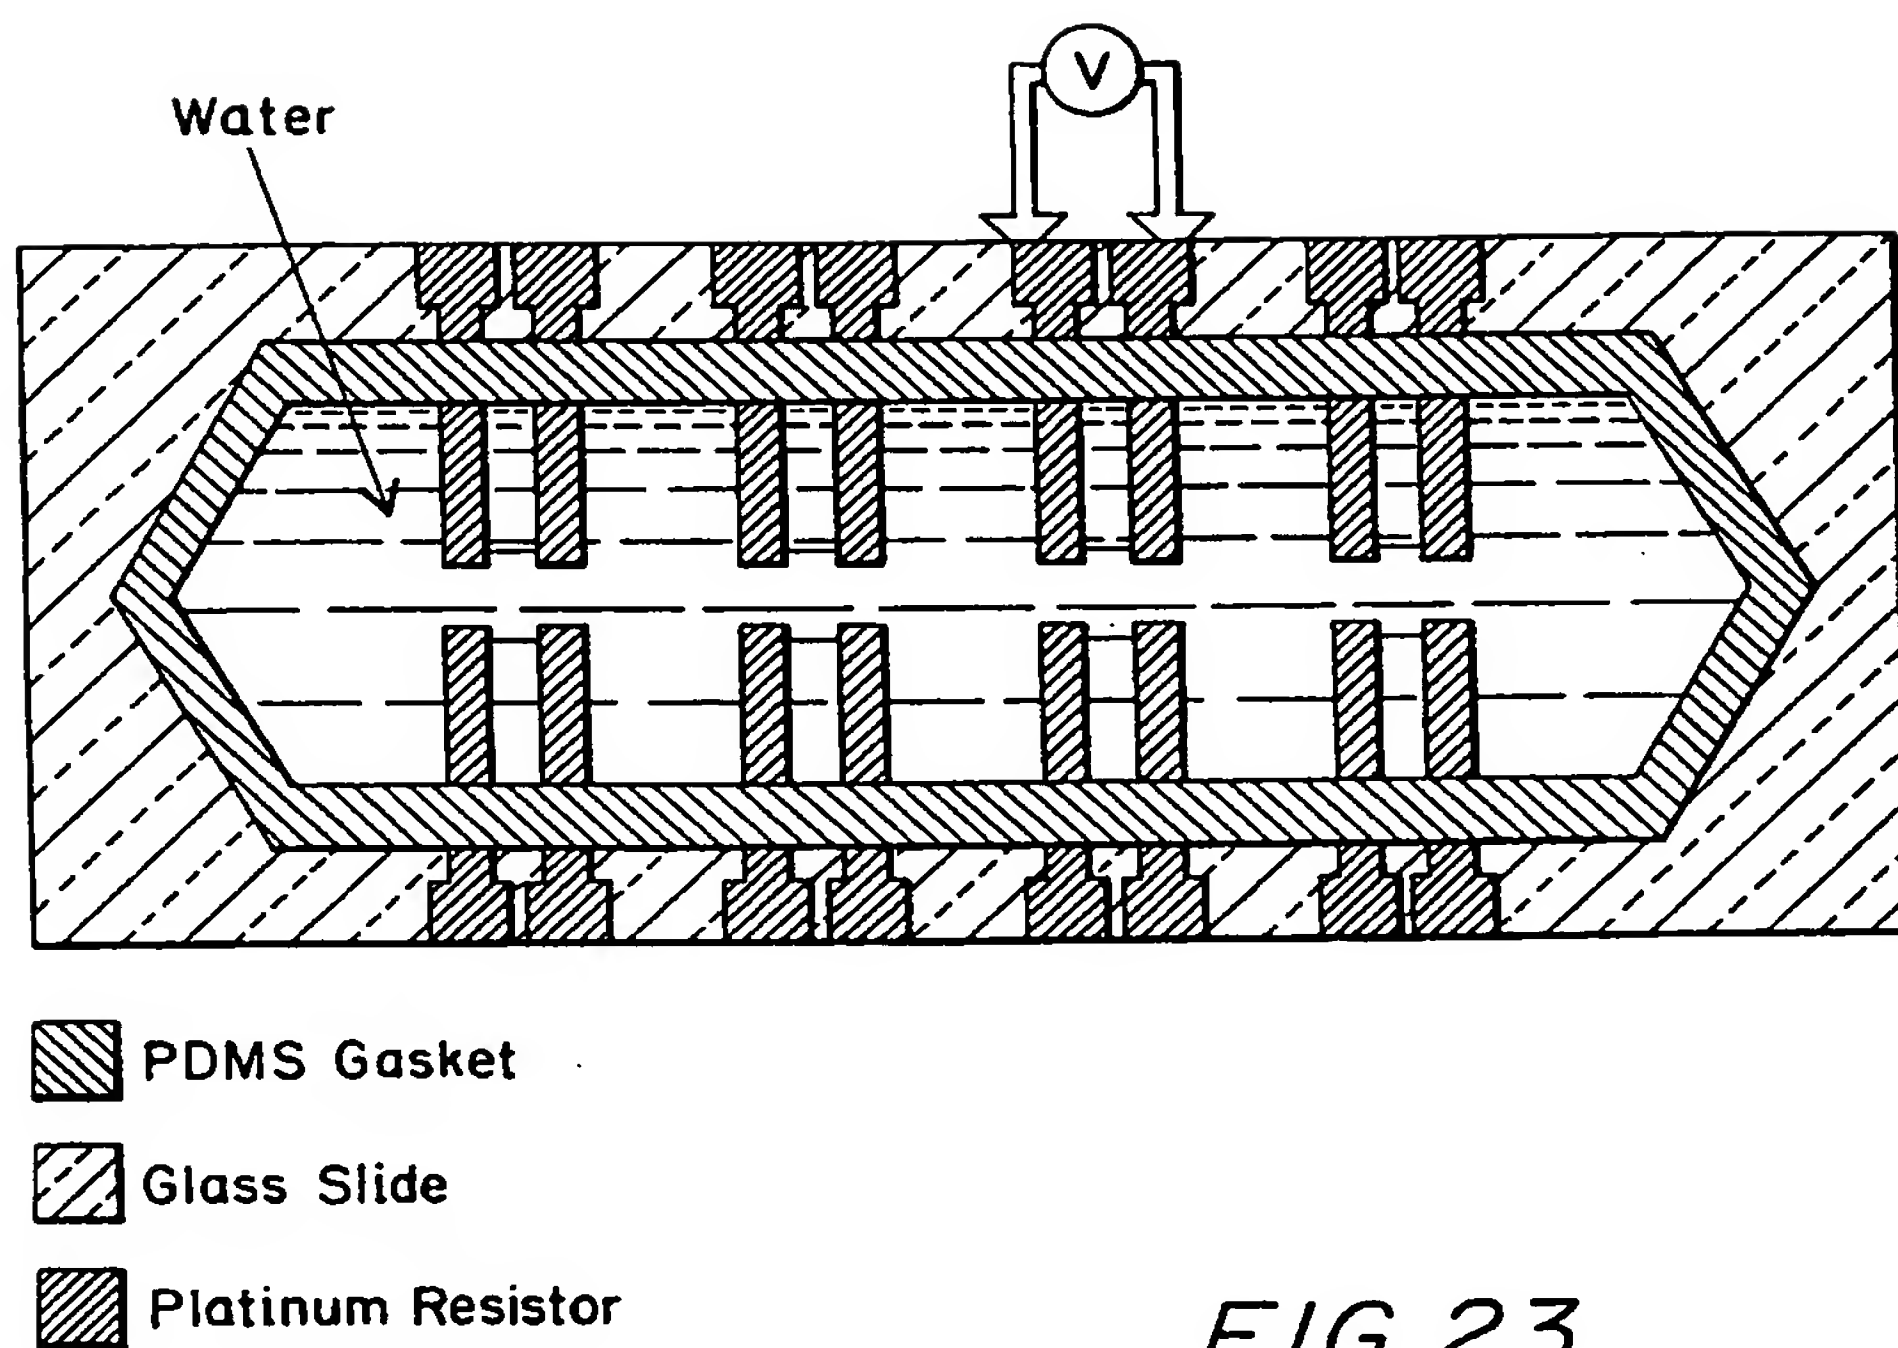 Water
V
PDMS Gasket
Glass Slide
Platinum Resistor
FIG. 23